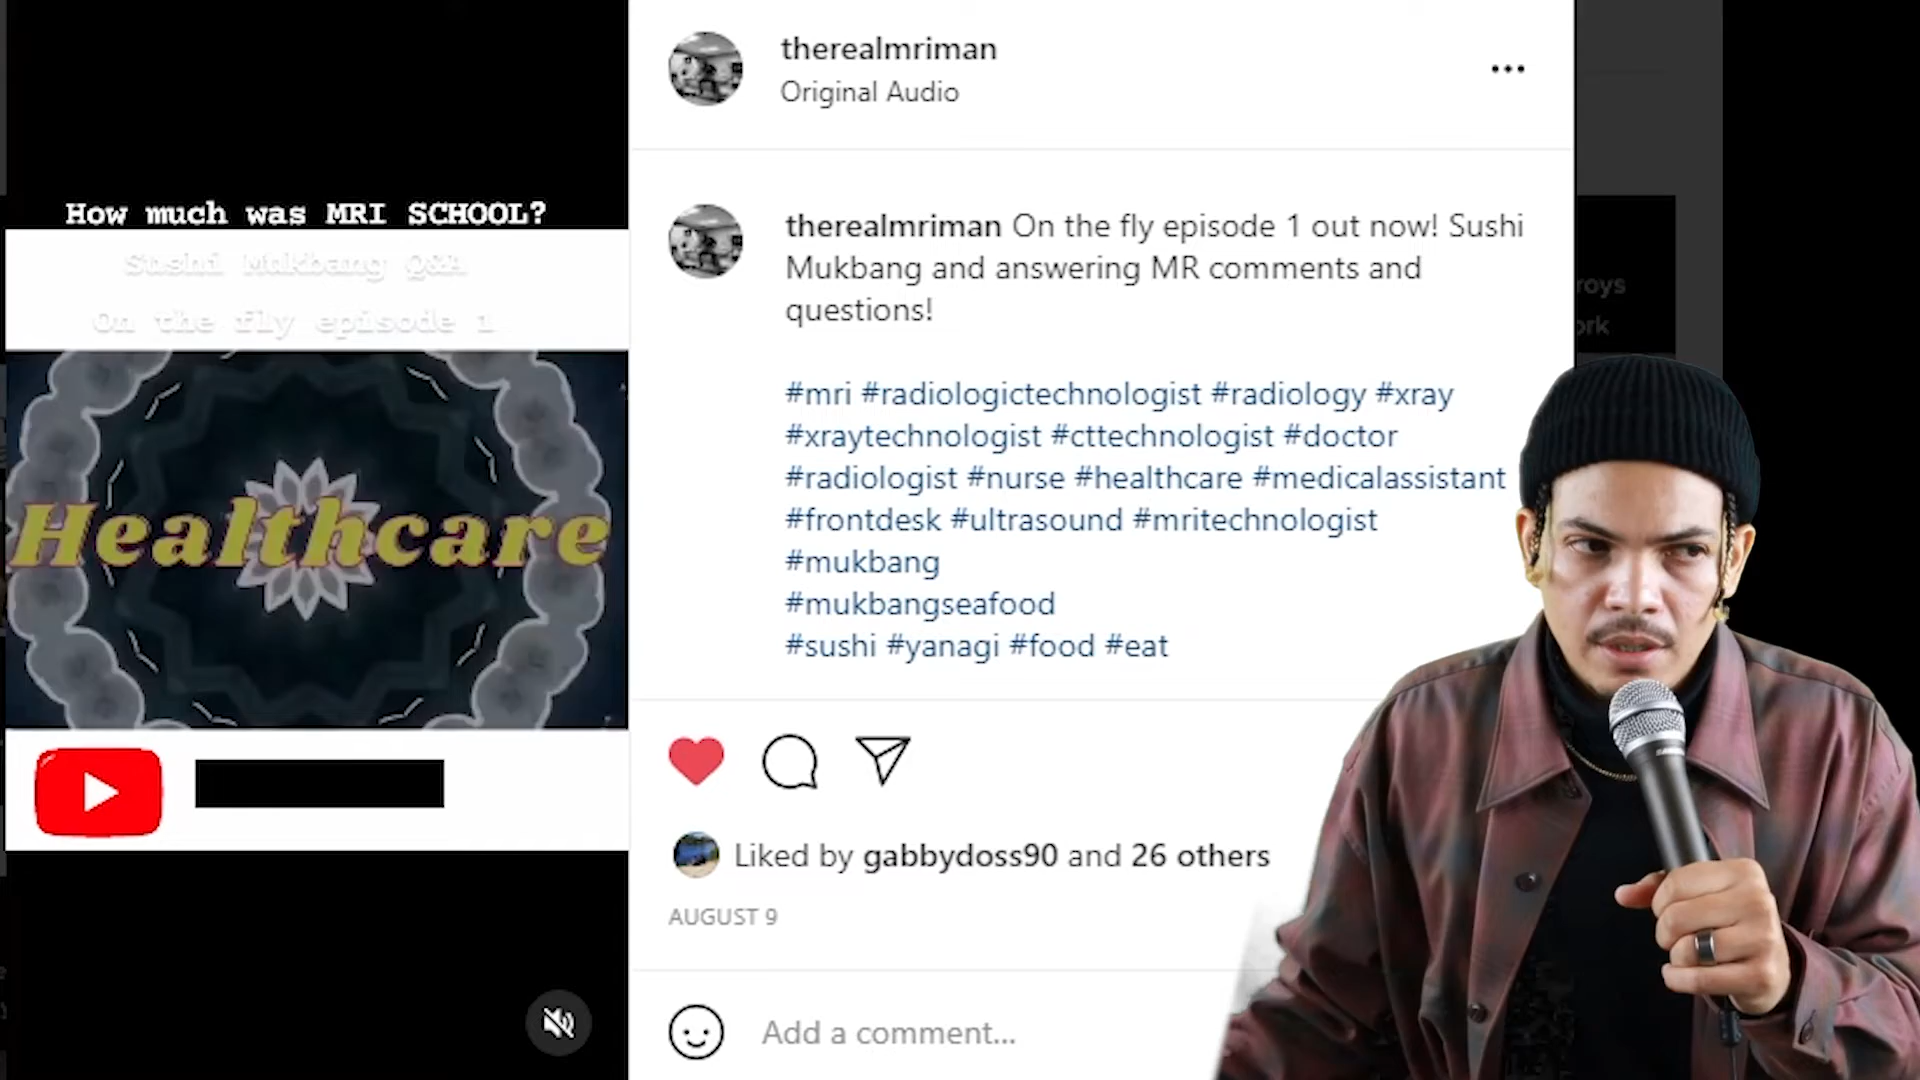 How much was MRI SCHOOL?
Sushi Mukbang Q&A
On the fly episode 1
Healthcare
therealmriman
Original Audio
therealmriman On the fly episode 1 out now! Sushi
Mukbang and answering MR comments and
questions!
#mri #radiologictechnologist #radiology #xray
#xraytechnologist #cttechnologist #doctor
#radiologist #nurse #healthcare #medicalassistant
#frontdesk #ultrasound #mritechnologist
#mukbang
#mukbangseafood
#sushi #yanagi #food #eat
Liked by gabbydoss90 and 26 others
AUGUST 9
Add a comment...